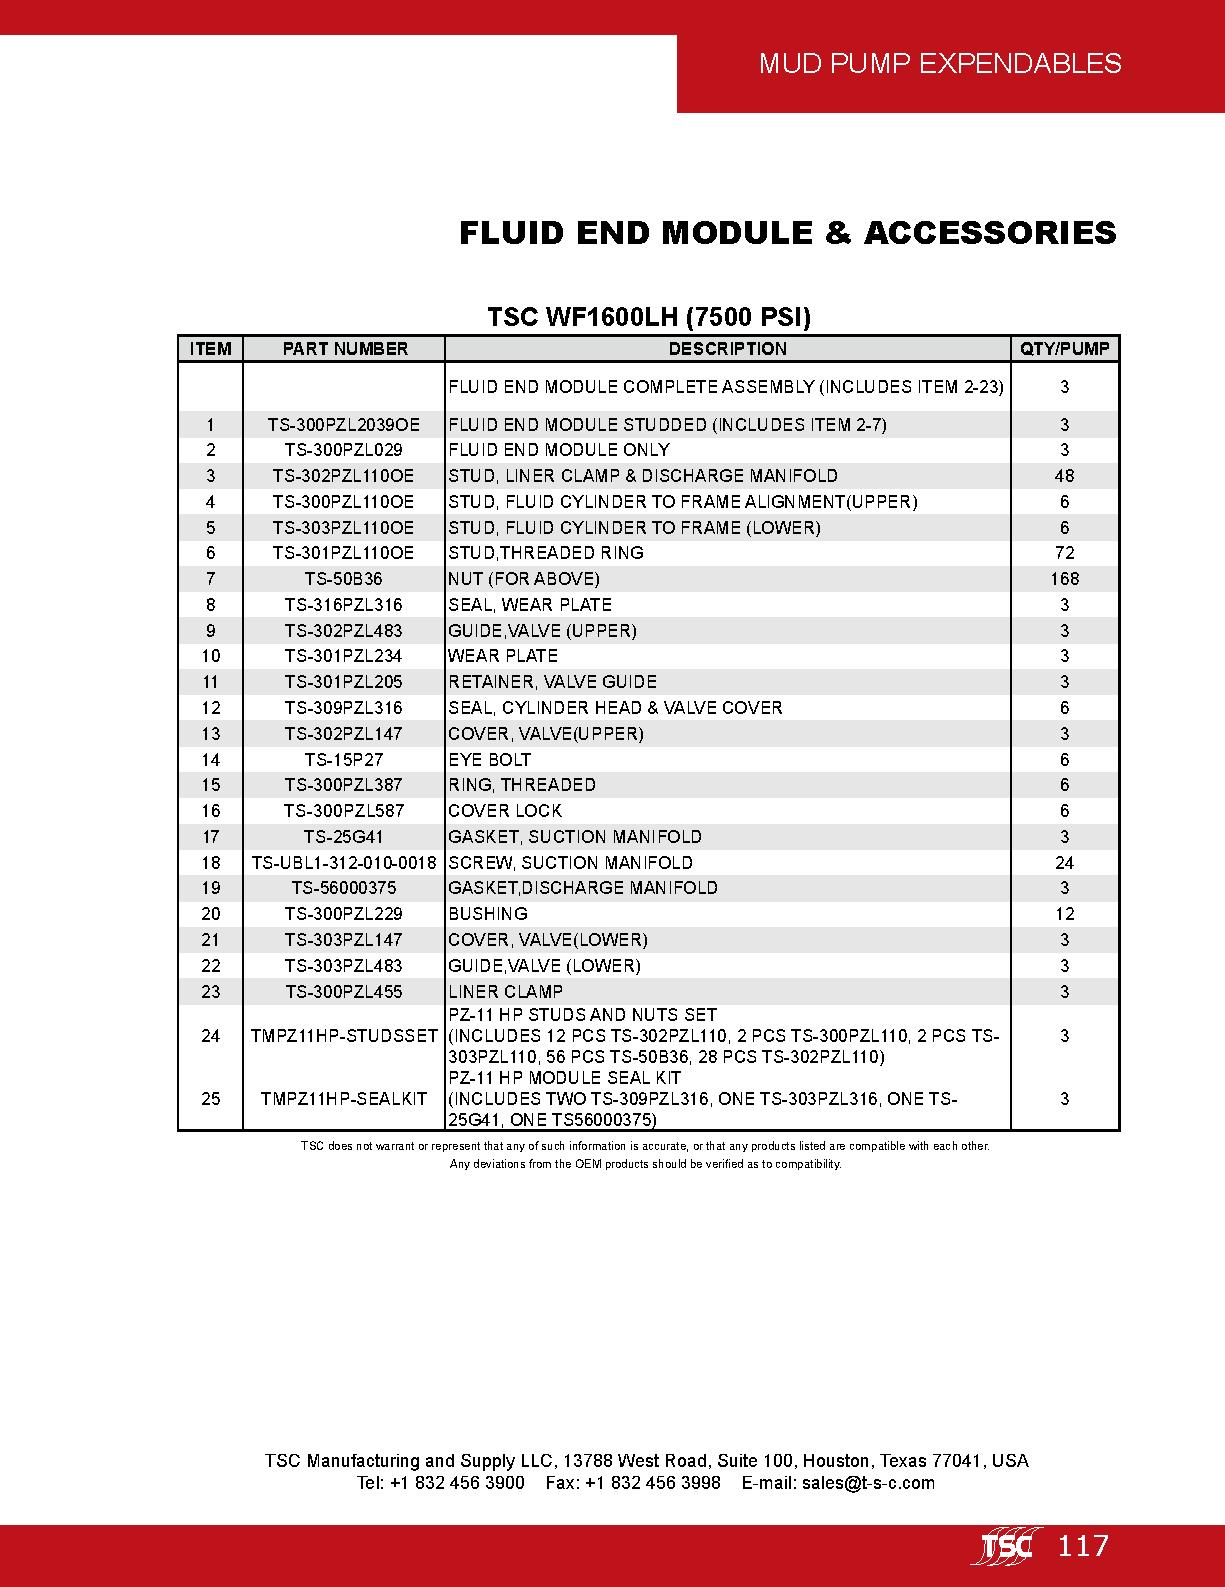 MUD PUMP EXPENDABLES
FLUID END MODULE & ACCESSORIES
TSC WF1600LH (7500 PSI)
ITEM PART NUMBER DESCRIPTION QTY/PUMP
FLUID END MODULE COMPLETE ASSEMBLY (INCLUDES ITEM 2-23) 3
1 TS-300PZL2039OE FLUID END MODULE STUDDED (INCLUDES ITEM 2-7) 3
2 TS-300PZL029 FLUID END MODULE ONLY 3
3 TS-302PZL110OE STUD, LINER CLAMP & DISCHARGE MANIFOLD 48
4 TS-300PZL110OE STUD, FLUID CYLINDER TO FRAME ALIGNMENT(UPPER) 6
5 TS-303PZL110OE STUD, FLUID CYLINDER TO FRAME (LOWER) 6
6 TS-301PZL110OE STUD,THREADED RING 72
7 TS-50B36 NUT (FOR ABOVE) 168
8 TS-316PZL316 SEAL, WEAR PLATE 3
9 TS-302PZL483 GUIDE,VALVE (UPPER) 3
10 TS-301PZL234 WEAR PLATE 3
11 TS-301PZL205 RETAINER, VALVE GUIDE 3
12 TS-309PZL316 SEAL, CYLINDER HEAD & VALVE COVER 6
13 TS-302PZL147 COVER, VALVE(UPPER) 3
14 TS-15P27 EYE BOLT 6
15 TS-300PZL387 RING, THREADED 6
16 TS-300PZL587 COVER LOCK 6
17 TS-25G41 GASKET, SUCTION MANIFOLD 3
18 TS-UBL1-312-010-0018 SCREW, SUCTION MANIFOLD 24
19 TS-56000375 GASKET,DISCHARGE MANIFOLD 3
20 TS-300PZL229 BUSHING 12
21 TS-303PZL147 COVER, VALVE(LOWER) 3
22 TS-303PZL483 GUIDE,VALVE (LOWER) 3
23 TS-300PZL455 LINER CLAMP 3
PZ-11 HP STUDS AND NUTS SET
24 TMPZ11HP-STUDSSET (INCLUDES 12 PCS TS-302PZL110, 2 PCS TS-300PZL110, 2 PCS TS- 3
303PZL110, 56 PCS TS-50B36, 28 PCS TS-302PZL110)
PZ-11 HP MODULE SEAL KIT
25 TMPZ11HP-SEALKIT (INCLUDES TWO TS-309PZL316, ONE TS-303PZL316, ONE TS- 3
25G41, ONE TS56000375)
TSC does not warrant or represent that any of such information is accurate, or that any products listed are compatible with each other.
Any deviations from the OEM products should be verified as to compatibility.
TSC Manufacturing and Supply LLC, 13788 West Road, Suite 100, Houston, Texas 77041, USA
Tel: +1 832 456 3900 Fax: +1 832 456 3998 E-mail: sales@t-s-c.com
TSC 117